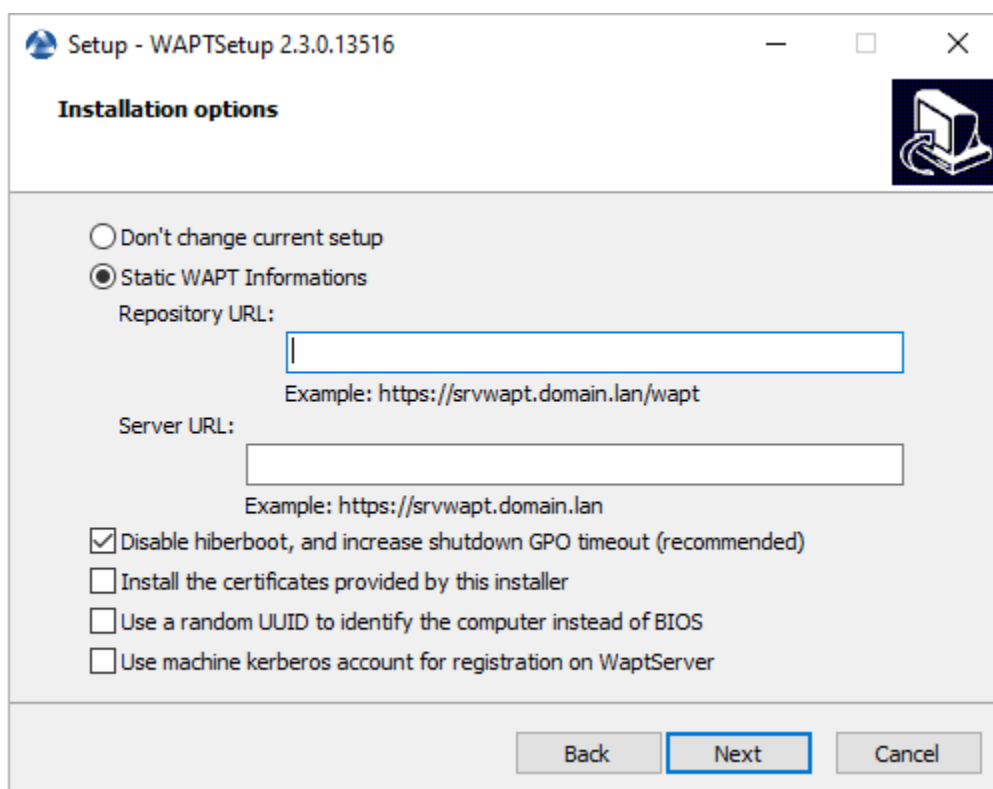 Setup - WAPTSetup 2.3.0.13516
Installation options
Don't change current setup
Static WAPT Informations
Repository URL:
Example: https://srvwapt.domain.lan/wapt
Server URL:
Example: https://srvwapt.domain.lan
Disable hiberboot, and increase shutdown GPO timeout (recommended)
Install the certificates provided by this installer
Use a random UUID to identify the computer instead of BIOS
Use machine kerberos account for registration on WaptServer
Back Next Cancel